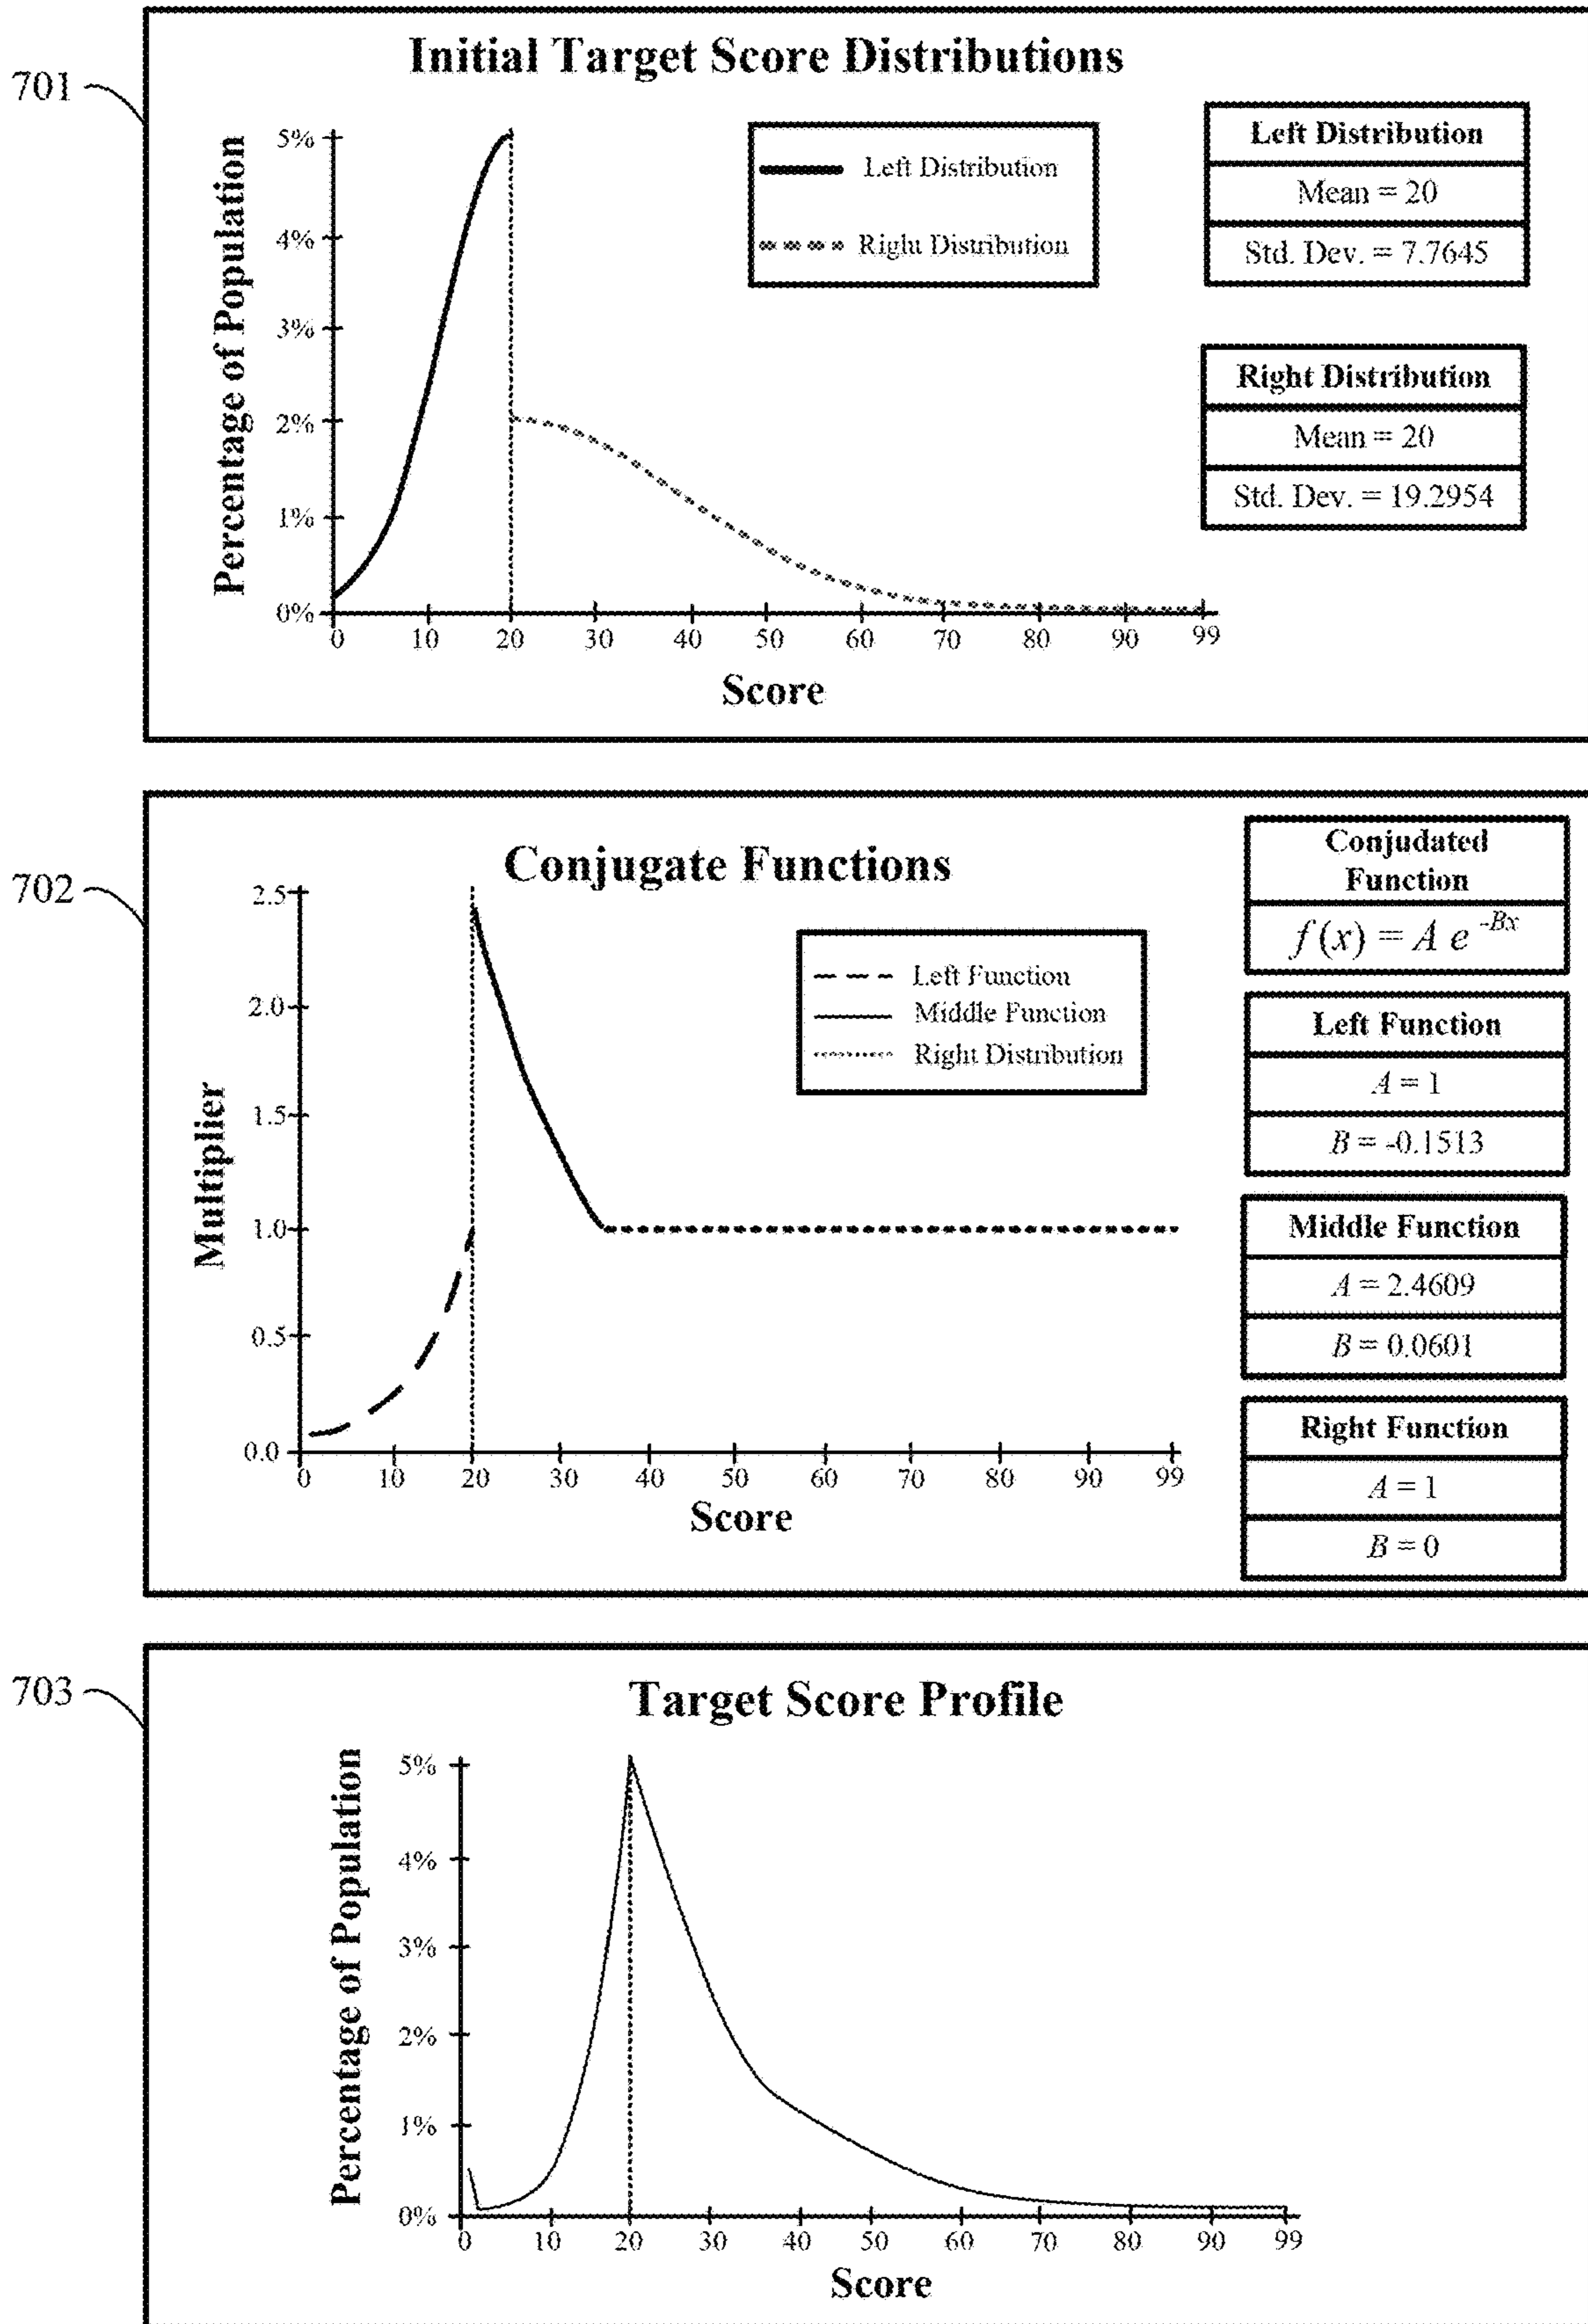 701
Initial Target Score Distributions
Percentage of Population
5%
4%
3%
2%
1%
0%
0 10 20 30 40 50 60 70 80 90 99
Score
Left Distribution
Right Distribution
Left Distribution
Mean = 20
Std. Dev. = 7.7645
Right Distribution
Mean = 20
Std. Dev. = 19.2954
702
Conjugate Functions
Multiplier
2.5
2.0
1.5
1.0
0.5
0.0
0 10 20 30 40 50 60 70 80 90 99
Score
Left Function
Middle Function
Right Distribution
Conjudated
Function
f(x) = A e^{-Bx}
Left Function
A = 1
B = -0.1513
Middle Function
A = 2.4609
B = 0.0601
Right Function
A = 1
B = 0
703
Target Score Profile
Percentage of Population
5%
4%
3%
2%
1%
0%
0 10 20 30 40 50 60 70 80 90 99
Score